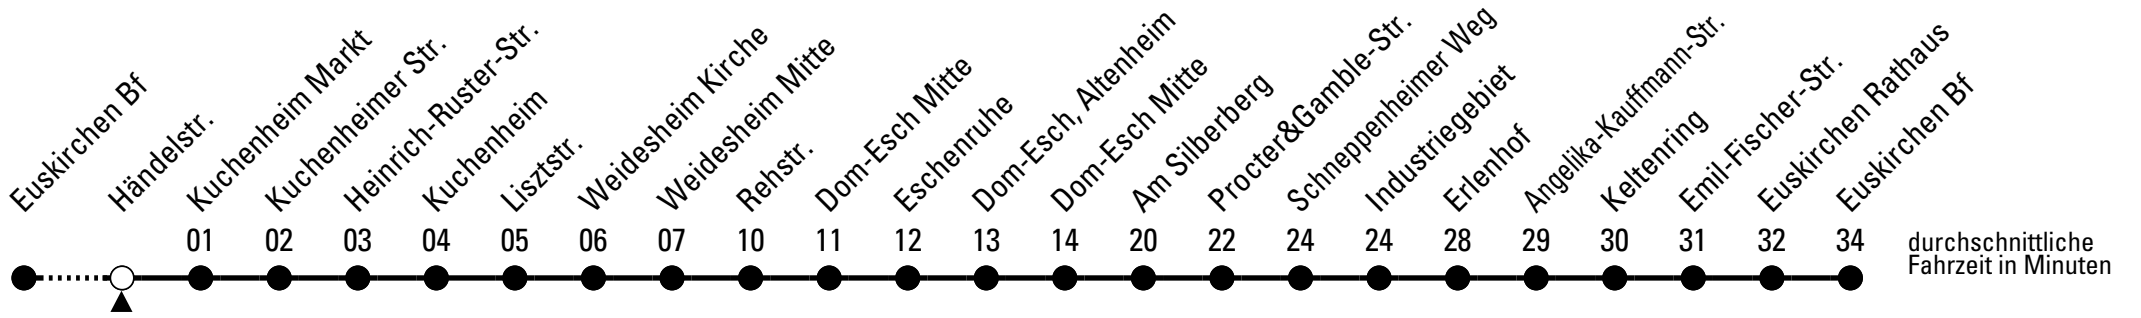 Euskirchen Bf
Händelstr.
Kuchenheim Markt
Kuchenheimer Str.
Heinrich-Ruster-Str.
Kuchenheim
Lisztstr.
Weidesheim Kirche
Weidesheim Mitte
Rehstr.
Dom-Esch Mitte
Eschenruhe
Dom-Esch, Altenheim
Dom-Esch Mitte
Am Silberberg
Procter&Gamble-Str.
Schneppenheimer Weg
Industriegebiet
Erlenhof
Angelika-Kauffmann-Str.
Keltenring
Emil-Fischer-Str.
Euskirchen Rathaus
Euskirchen Bf
01 02 03 04 05 06 07 10 11 12 13 14 20 22 24 24 28 29 30 31 32 34
durchschnittliche
Fahrzeit in Minuten